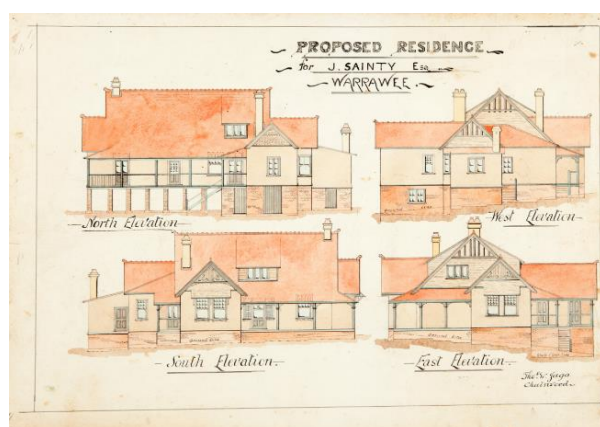 PROPOSED RESIDENCE
for J. SAINTY Esq.
WARRAWEE.
North Elevation
West Elevation
South Elevation
East Elevation
Chatswood